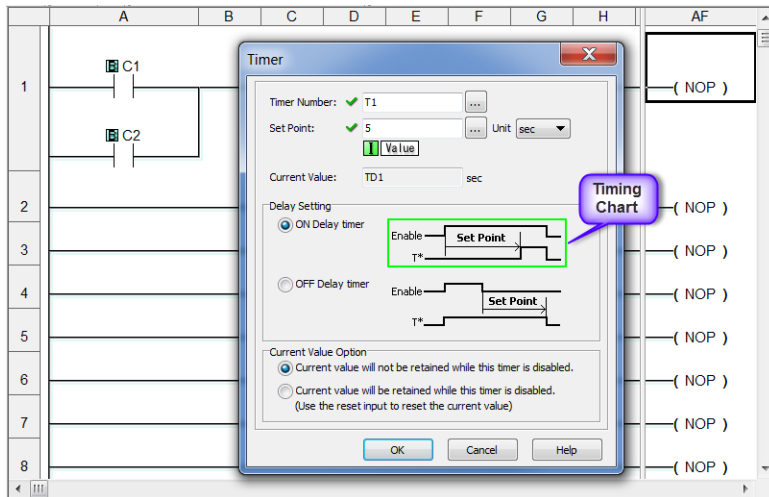 A B C D E F G H AF
1
C1
C2
( NOP )
Timer
Timer Number: T1 ...
Set Point: 5 ... Unit sec
I Value
Current Value: TD1 sec
Timing
Chart
Delay Setting
ON Delay timer
Enable
Set Point
T*
OFF Delay timer
Enable
Set Point
T*
Current Value Option
Current value will not be retained while this timer is disabled.
Current value will be retained while this timer is disabled.
(Use the reset input to reset the current value)
OK Cancel Help
2 ( NOP )
3 ( NOP )
4 ( NOP )
5 ( NOP )
6 ( NOP )
7 ( NOP )
8 ( NOP )